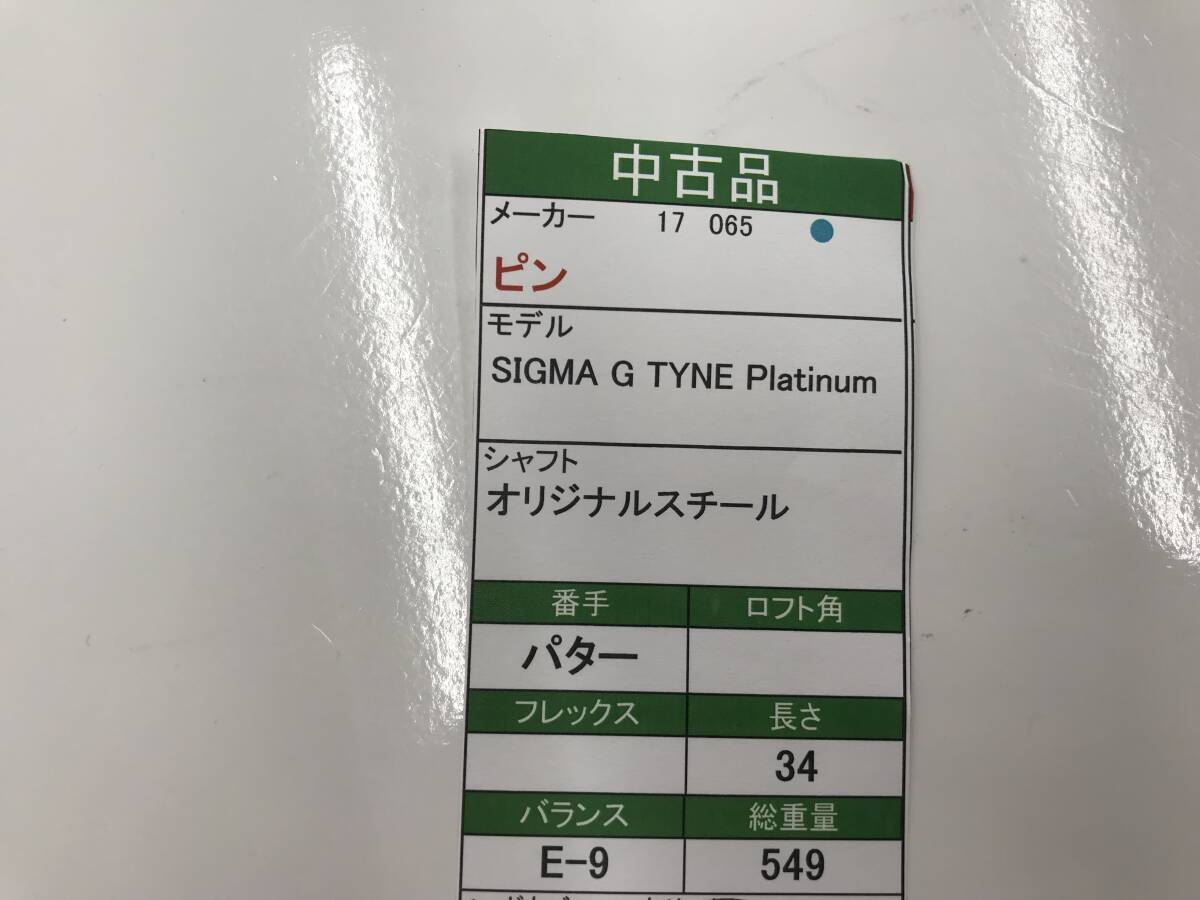 中古品
メーカー 17 065
ピン
モデル
SIGMA G TYNE Platinum
シャフト
オリジナルスチール
番手 ロフト角
パター
フレックス 長さ
34
バランス 総重量
E-9 549